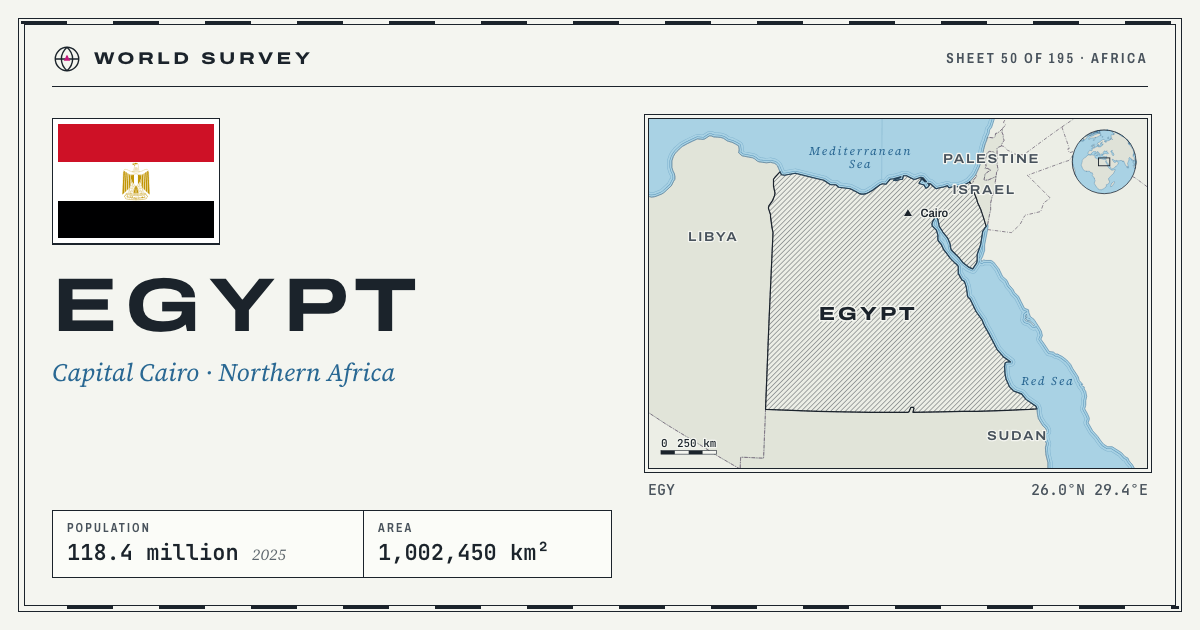 WORLD SURVEY
SHEET 50 OF 195 · AFRICA
EGYPT
Capital Cairo · Northern Africa
Mediterranean
Sea
PALESTINE
ISRAEL
Cairo
LIBYA
EGYPT
Red Sea
SUDAN
0 250 km
EGY
26.0°N 29.4°E
POPULATION
118.4 million 2025
AREA
1,002,450 km²